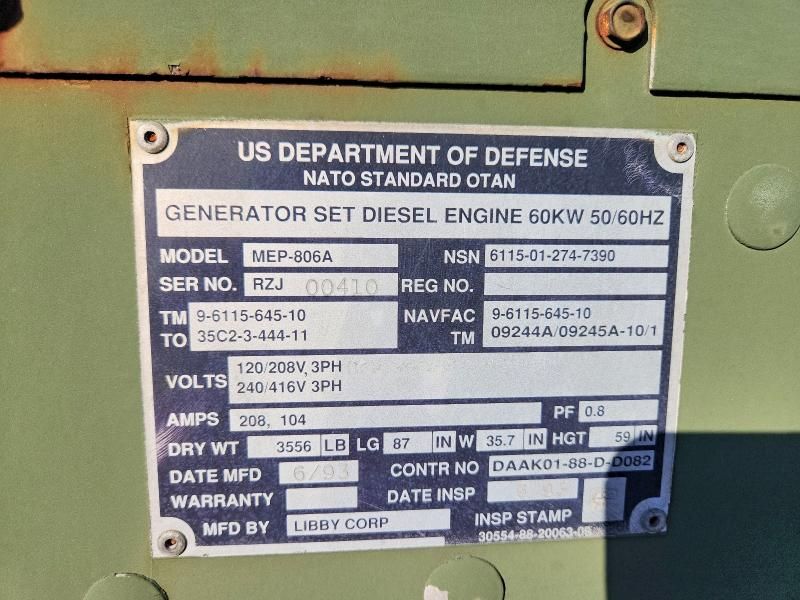 US DEPARTMENT OF DEFENSE
NATO STANDARD OTAN
GENERATOR SET DIESEL ENGINE 60KW 50/60HZ
MODEL MEP-806A NSN 6115-01-274-7390
SER NO. RZJ 00410 REG NO.
TM 9-6115-645-10 NAVFAC 9-6115-645-10
TO 35C2-3-444-11 TM 09244A/09245A-10/1
VOLTS 120/208V, 3PH
240/416V 3PH
AMPS 208, 104 PF 0.8
DRY WT 3556 LB LG 87 IN W 35.7 IN HGT 59 IN
DATE MFD 6/93 CONTR NO DAAK01-88-D-D082
WARRANTY DATE INSP
MFD BY LIBBY CORP INSP STAMP
30554-88-20063-06